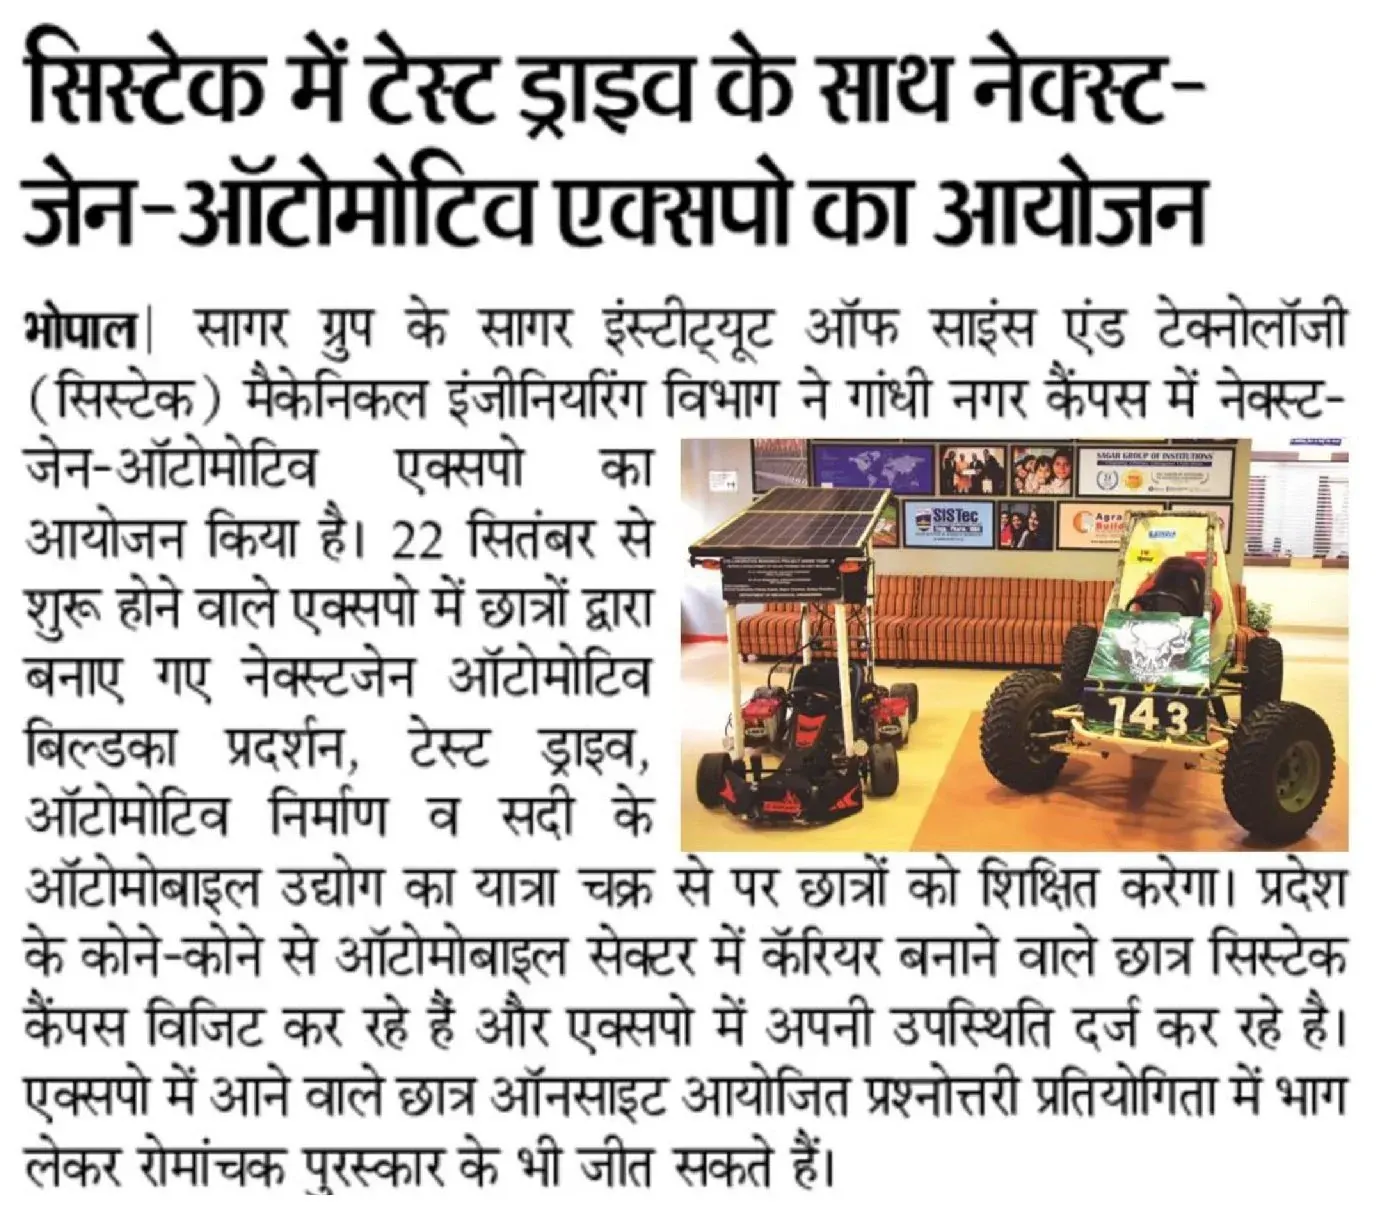 सिस्टेक में टेस्ट ड्राइव के साथ नेक्स्ट-
जेन-ऑटोमोटिव एक्सपो का आयोजन
भोपाल| सागर ग्रुप के सागर इंस्टीट्यूट ऑफ साइंस एंड टेक्नोलॉजी
(सिस्टेक) मैकेनिकल इंजीनियरिंग विभाग ने गांधी नगर कैंपस में नेक्स्ट-
जेन-ऑटोमोटिव एक्सपो का
आयोजन किया है। 22 सितंबर से
शुरू होने वाले एक्सपो में छात्रों द्वारा
बनाए गए नेक्स्टजेन ऑटोमोटिव
बिल्डका प्रदर्शन, टेस्ट ड्राइव,
ऑटोमोटिव निर्माण व सदी के
ऑटोमोबाइल उद्योग का यात्रा चक्र से पर छात्रों को शिक्षित करेगा। प्रदेश
के कोने-कोने से ऑटोमोबाइल सेक्टर में कॅरियर बनाने वाले छात्र सिस्टेक
कैंपस विजिट कर रहे हैं और एक्सपो में अपनी उपस्थिति दर्ज कर रहे है।
एक्सपो में आने वाले छात्र ऑनसाइट आयोजित प्रश्नोत्तरी प्रतियोगिता में भाग
लेकर रोमांचक पुरस्कार के भी जीत सकते हैं।
SAGAR GROUP OF INSTITUTIONS
SISTec
Agra
Build
143